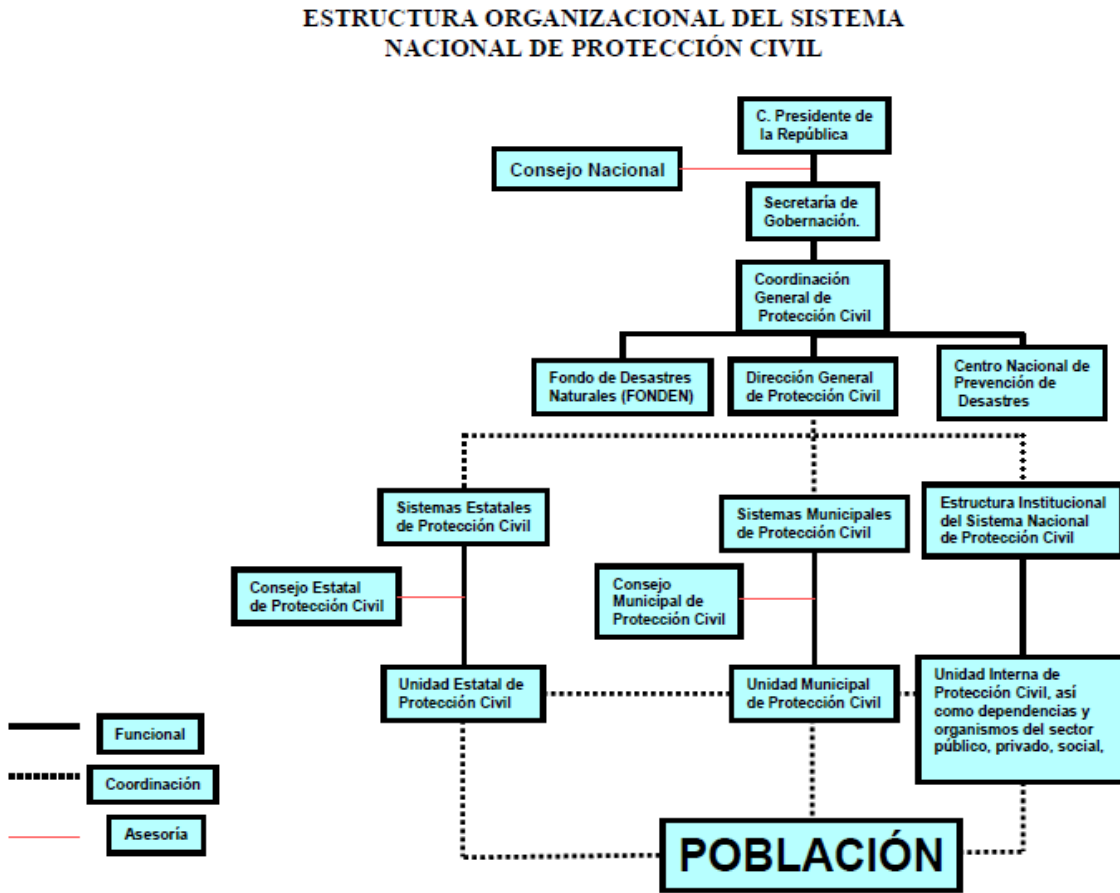 ESTRUCTURA ORGANIZACIONAL DEL SISTEMA
NACIONAL DE PROTECCIÓN CIVIL
C. Presidente de
la República
Consejo Nacional
Secretaría de
Gobernación.
Coordinación
General de
Protección Civil
Fondo de Desastres
Naturales (FONDEN)
Dirección General
de Protección Civil
Centro Nacional de
Prevención de
Desastres
Sistemas Estatales
de Protección Civil
Sistemas Municipales
de Protección Civil
Estructura Institucional
del Sistema Nacional
de Protección Civil
Consejo Estatal
de Protección Civil
Consejo
Municipal de
Protección Civil
Unidad Estatal de
Protección Civil
Unidad Municipal
de Protección Civil
Unidad Interna de
Protección Civil, así
como dependencias y
organismos del sector
público, privado, social,
Funcional
Coordinación
Asesoría
POBLACIÓN